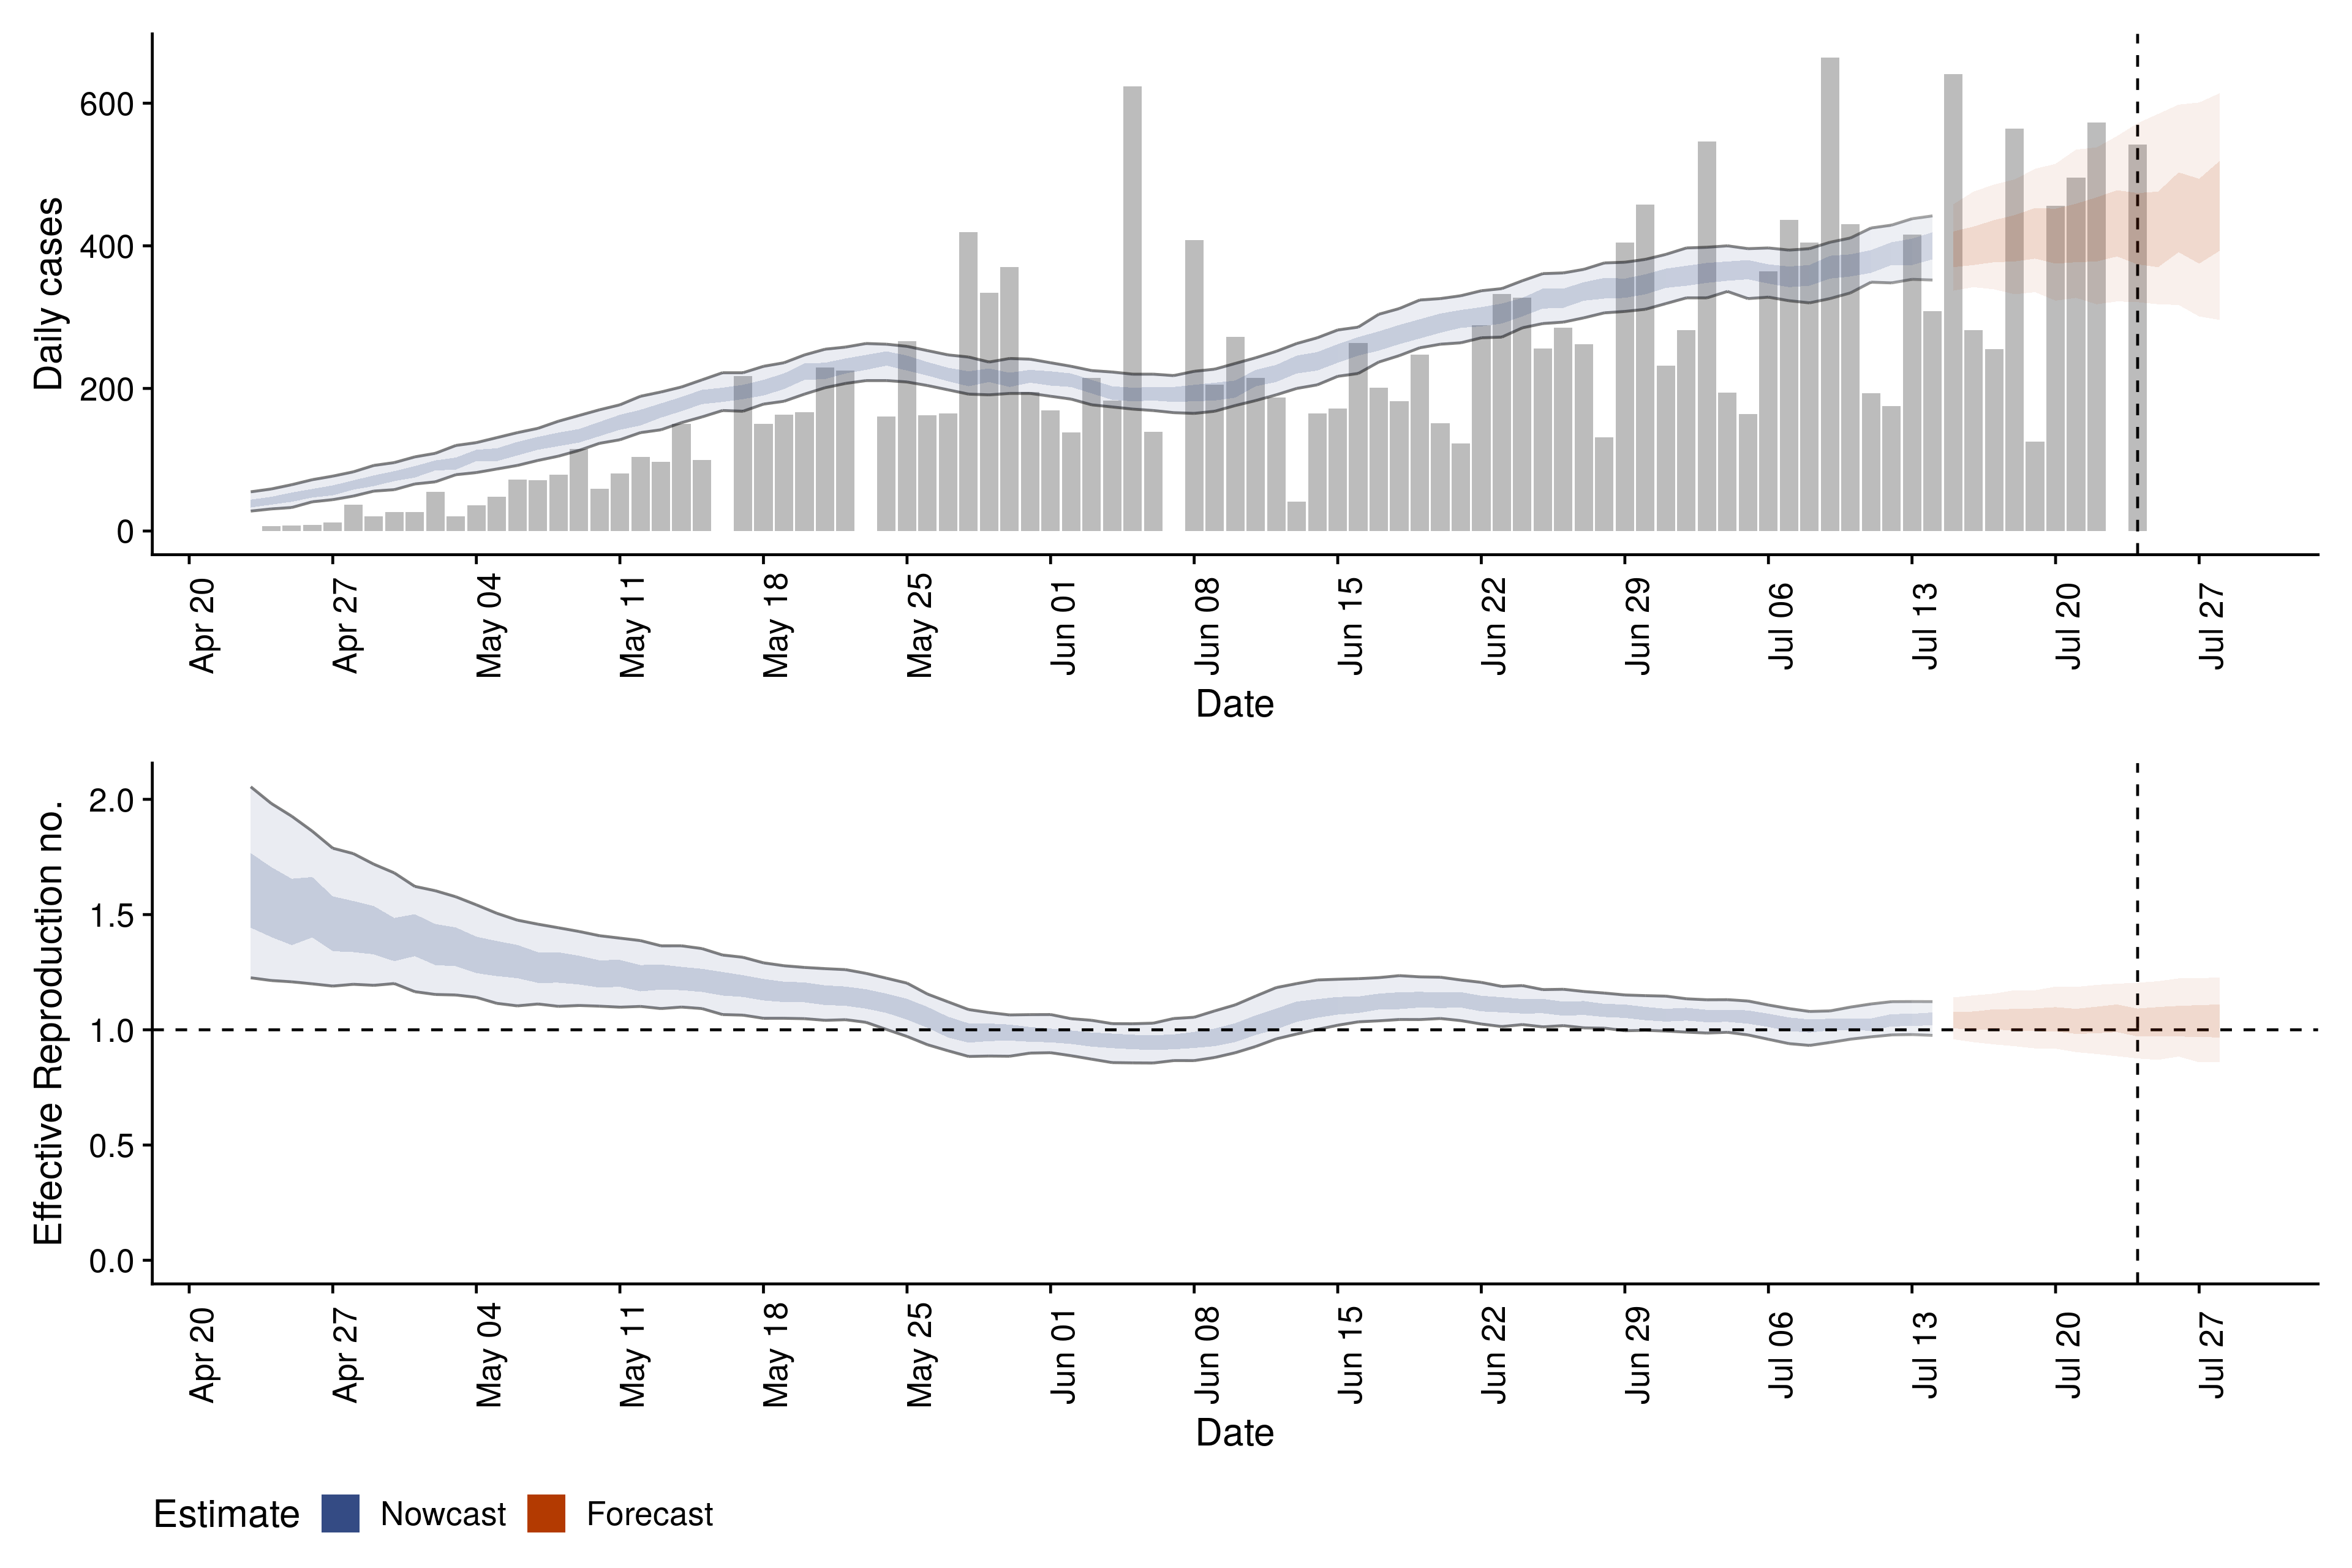 Daily cases
600
400
200
0
Apr 20
Apr 27
May 04
May 11
May 18
May 25
Jun 01
Jun 08
Jun 15
Jun 22
Jun 29
Jul 06
Jul 13
Jul 20
Jul 27
Date
Effective Reproduction no.
2.0
1.5
1.0
0.5
0.0
Apr 20
Apr 27
May 04
May 11
May 18
May 25
Jun 01
Jun 08
Jun 15
Jun 22
Jun 29
Jul 06
Jul 13
Jul 20
Jul 27
Date
Estimate Nowcast Forecast